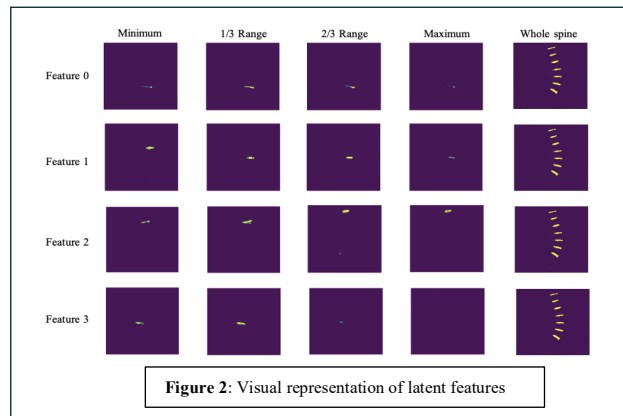 Minimum 1/3 Range 2/3 Range Maximum Whole spine
Feature 0
Feature 1
Feature 2
Feature 3
Figure 2: Visual representation of latent features